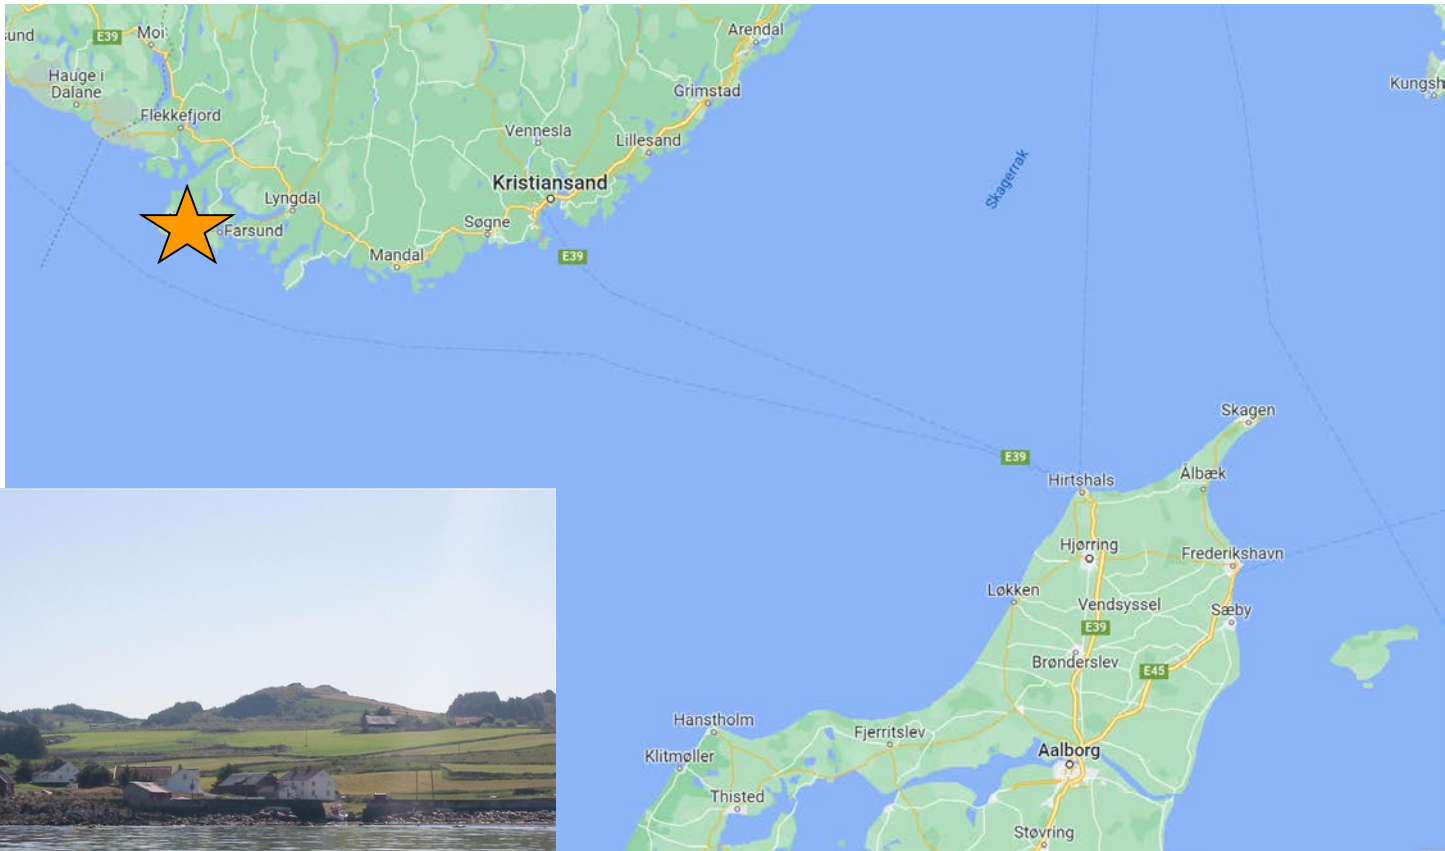 sund
E39
Moi
Arendal
Hauge i
Dalane
Kungsh
Grimstad
Flekkefjord
Vennesla
Lillesand
Skagerrak
Kristiansand
Lyngdal
Søgne
Farsund
Mandal
E39
Skagen
E39
Hirtshals
Ålbæk
Hjørring
Frederikshavn
Løkken
Vendsyssel
Sæby
E39
Brønderslev
E45
Hanstholm
Fjerritslev
Klitmøller
Aalborg
Thisted
Støvring